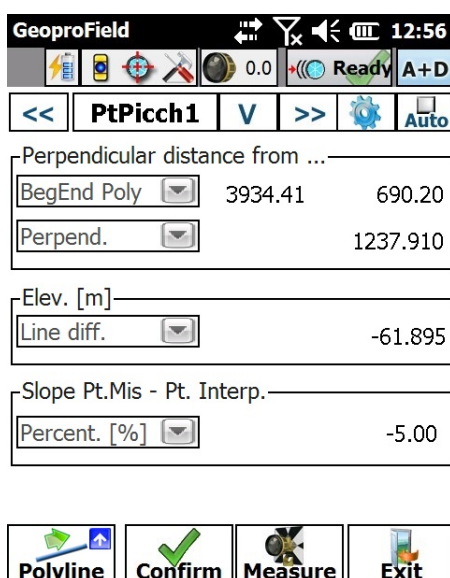 GeoproField 12:56
0.0 Ready A+D
<< PtPicch1 V >> Auto
Perpendicular distance from ...
BegEnd Poly 3934.41 690.20
Perpend. 1237.910
Elev. [m]
Line diff. -61.895
Slope Pt.Mis - Pt. Interp.
Percent. [%] -5.00
Polyline Confirm Measure Exit